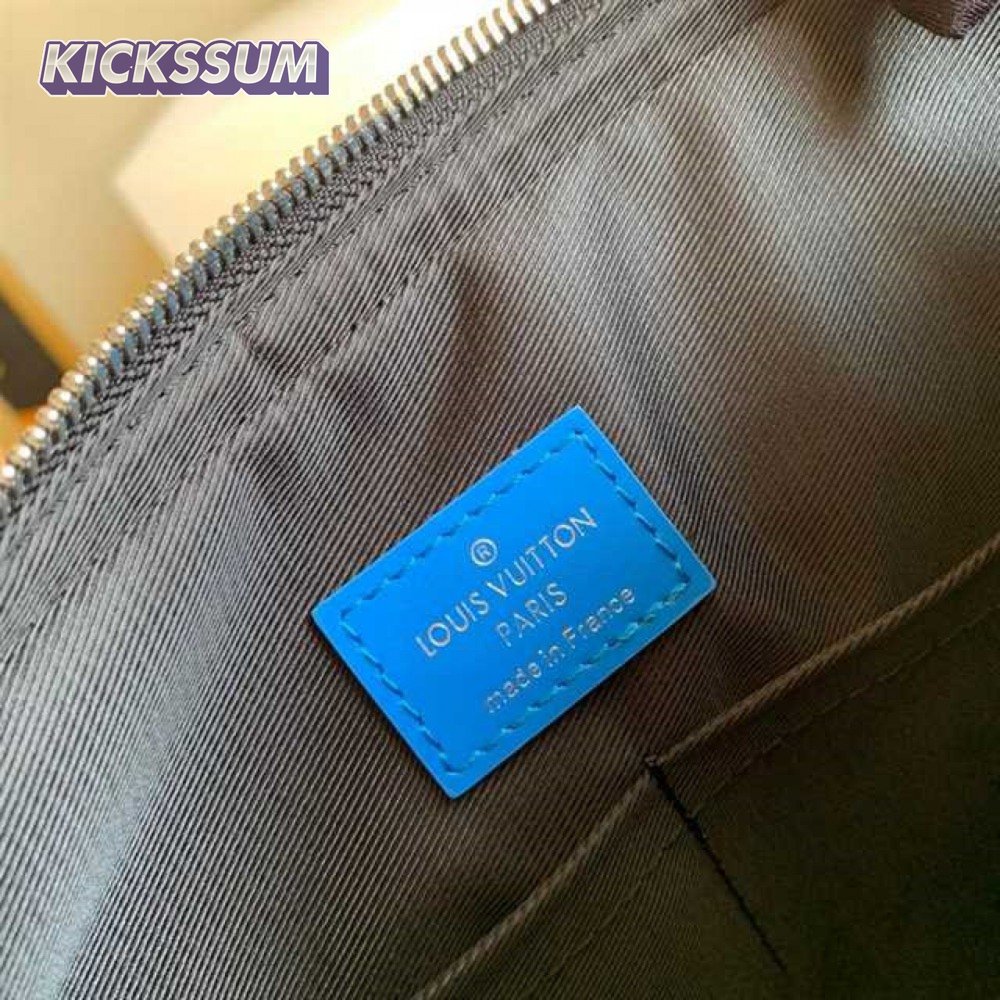 KICKSSUM
®
LOUIS VUITTON
PARIS
made in France